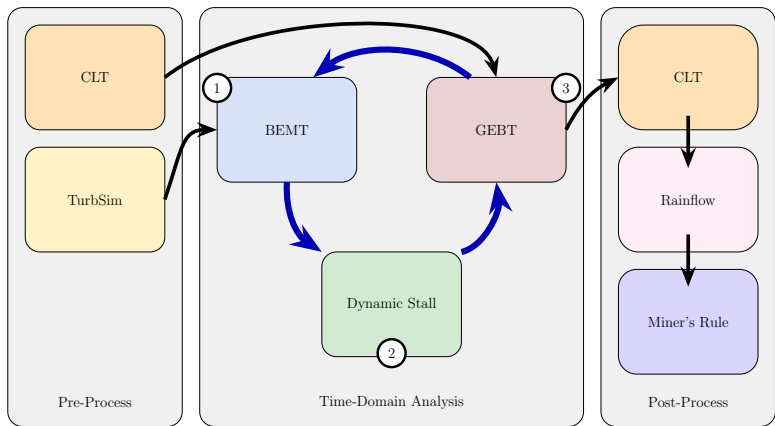 CLT
TurbSim
Pre-Process
1
BEMT
3
GEBT
Dynamic Stall
2
Time-Domain Analysis
CLT
Rainflow
Miner's Rule
Post-Process